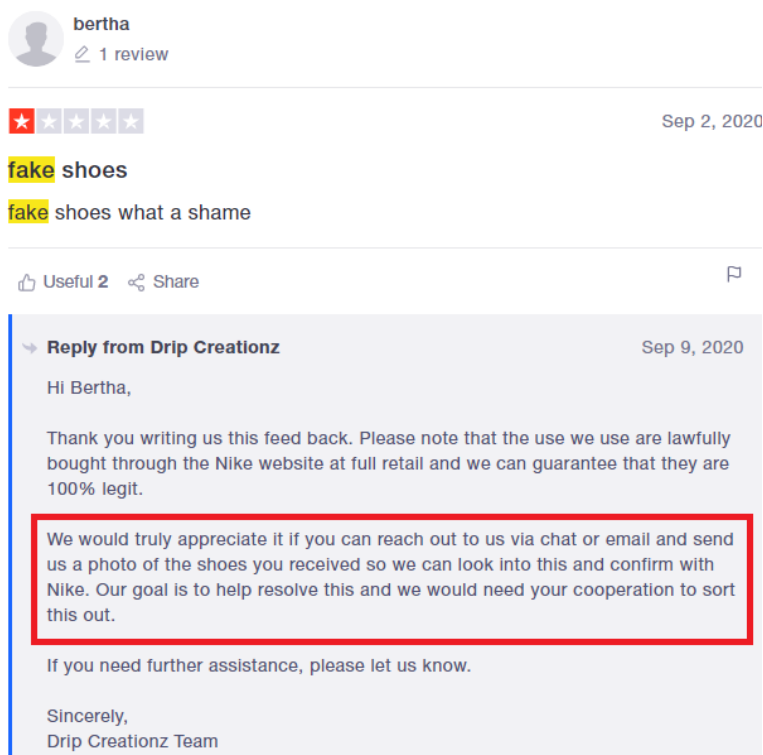 bertha
1 review
Sep 2, 2020
fake shoes
fake shoes what a shame
Useful 2 Share
Reply from Drip Creationz Sep 9, 2020
Hi Bertha,
Thank you writing us this feed back. Please note that the use we use are lawfully
bought through the Nike website at full retail and we can guarantee that they are
100% legit.
We would truly appreciate it if you can reach out to us via chat or email and send
us a photo of the shoes you received so we can look into this and confirm with
Nike. Our goal is to help resolve this and we would need your cooperation to sort
this out.
If you need further assistance, please let us know.
Sincerely,
Drip Creationz Team